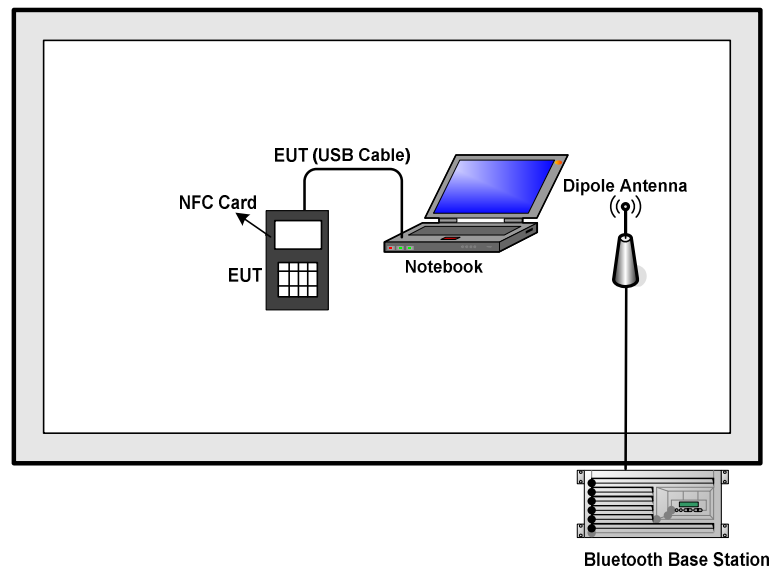 EUT (USB Cable)
Dipole Antenna
NFC Card
EUT
Notebook
Bluetooth Base Station